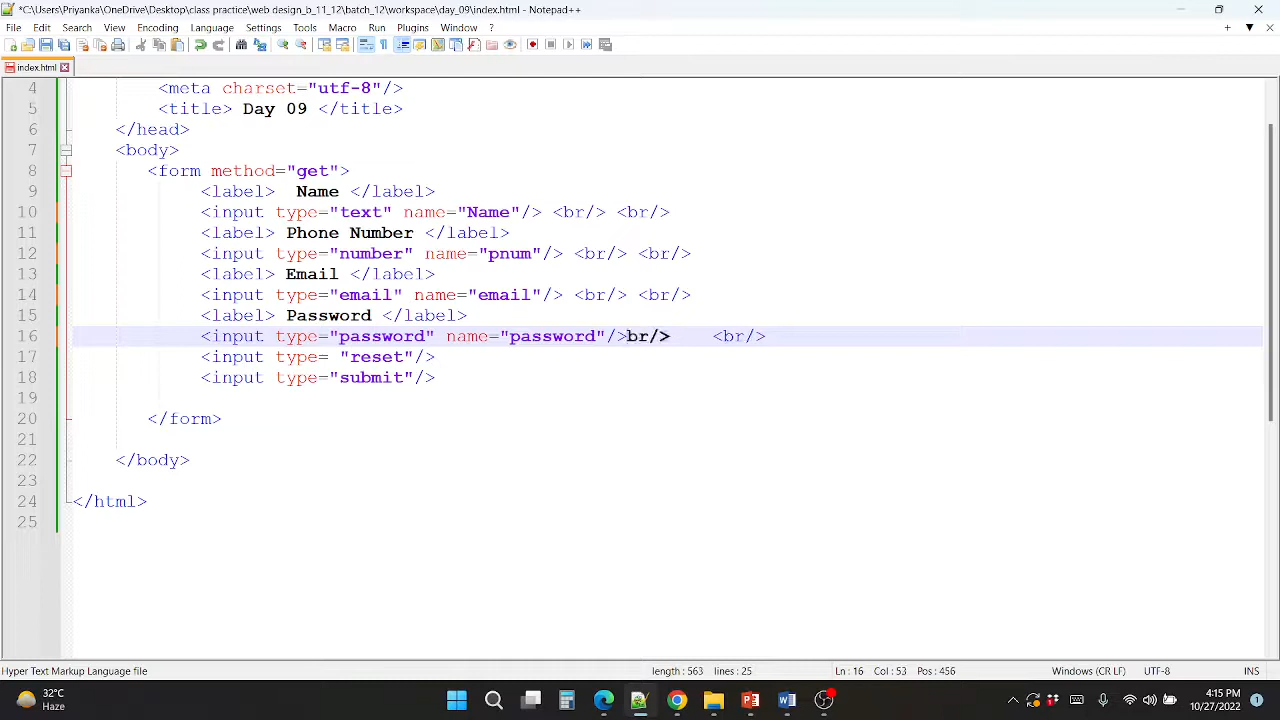 *C:\Users\Priyanka\OneDrive\Desktop\class practice\web design_b_11_12\batch_12\workspace\day_09\index.html - Notepad++
File Edit Search View Encoding Language Settings Tools Macro Run Plugins Window ?
index.html
4 <meta charset="utf-8"/>
5 <title> Day 09 </title>
6 </head>
7 <body>
8 <form method="get">
9 <label>  Name </label>
10 <input type="text" name="Name"/> <br/> <br/>
11 <label> Phone Number </label>
12 <input type="number" name="pnum"/> <br/> <br/>
13 <label> Email </label>
14 <input type="email" name="email"/> <br/> <br/>
15 <label> Password </label>
16 <input type="password" name="password"/>br/>    <br/>
17 <input type= "reset"/>
18 <input type="submit"/>
19
20 </form>
21
22 </body>
23
24 </html>
25
Hyper Text Markup Language file length : 563 lines : 25 Ln : 16 Col : 53 Pos : 456 Windows (CR LF) UTF-8 INS
32°C
Haze
4:15 PM
10/27/2022